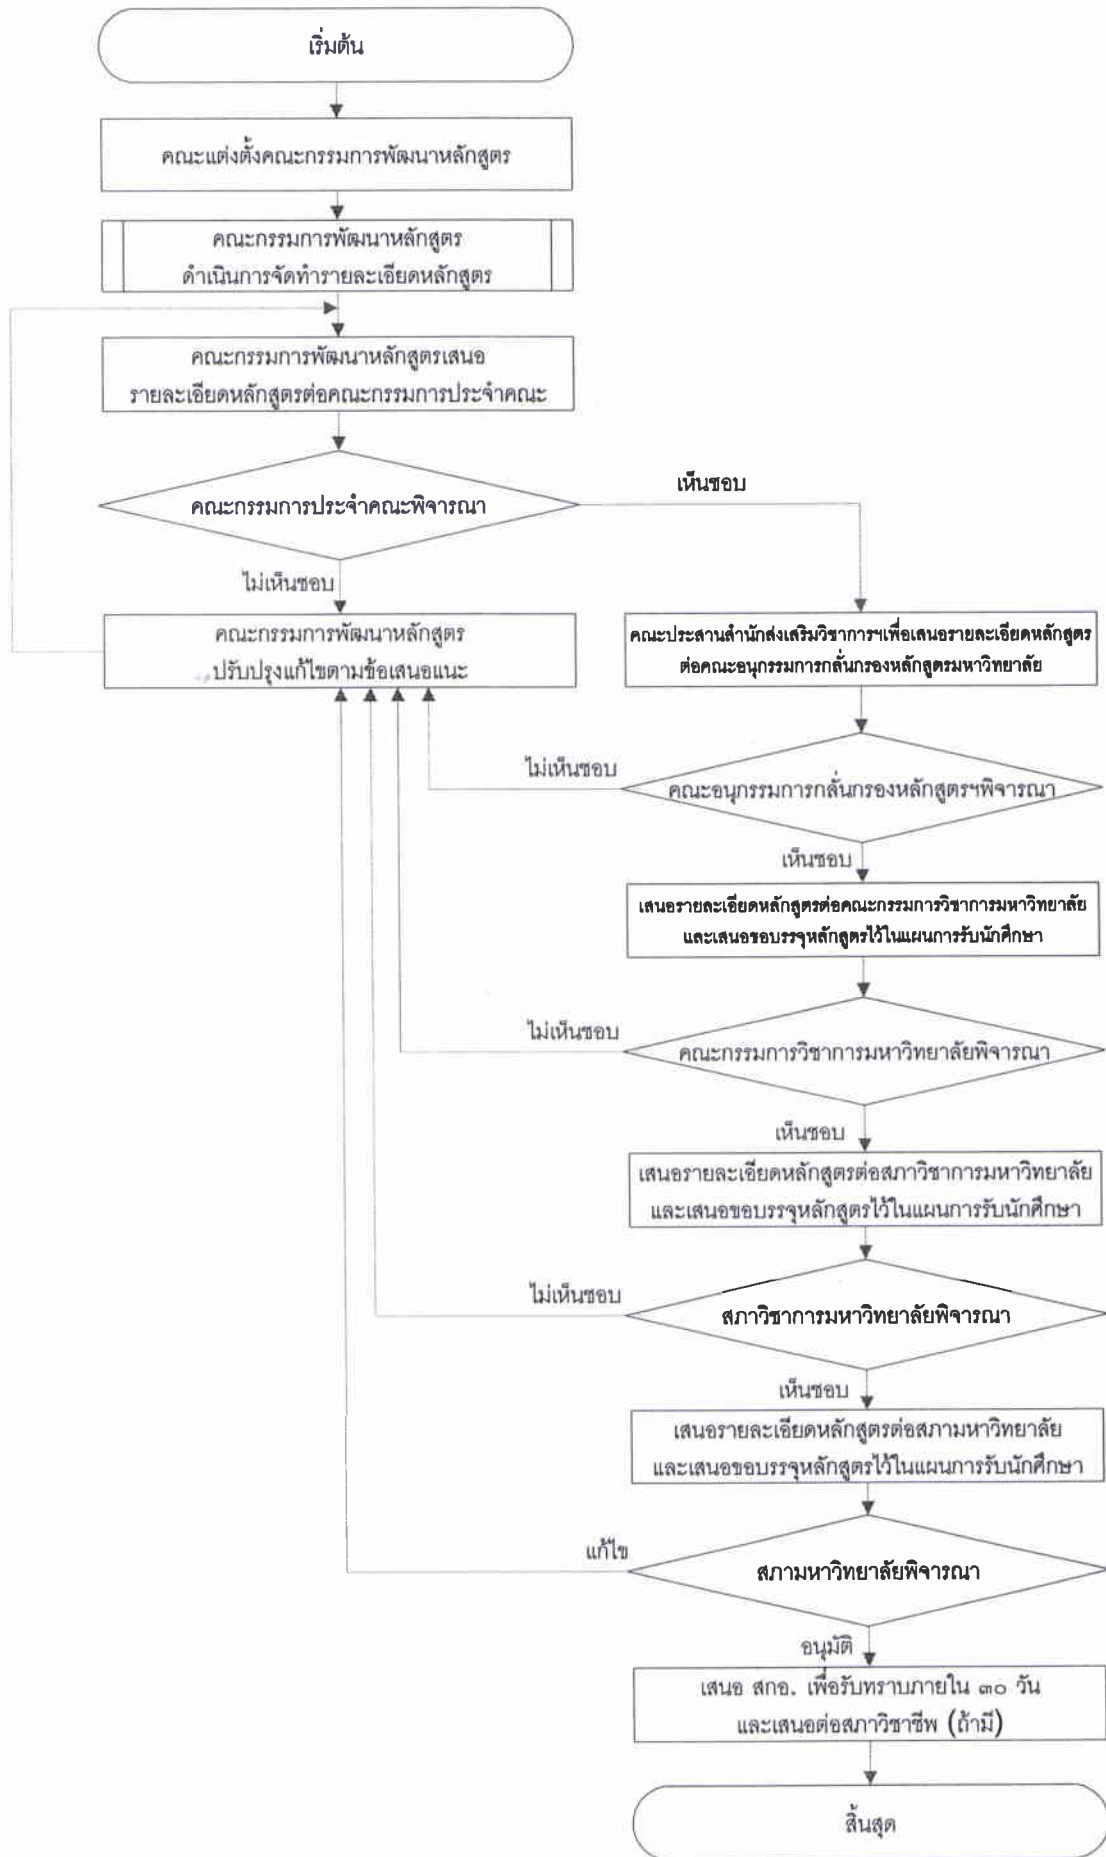 เริ่มต้น
คณะแต่งตั้งคณะกรรมการพัฒนาหลักสูตร
คณะกรรมการพัฒนาหลักสูตร
ดำเนินการจัดทำรายละเอียดหลักสูตร
คณะกรรมการพัฒนาหลักสูตรเสนอ
รายละเอียดหลักสูตรต่อคณะกรรมการประจำคณะ
คณะกรรมการประจำคณะพิจารณา
เห็นชอบ
ไม่เห็นชอบ
คณะกรรมการพัฒนาหลักสูตร
ปรับปรุงแก้ไขตามข้อเสนอแนะ
คณะประสานสำนักส่งเสริมวิชาการฯเพื่อเสนอรายละเอียดหลักสูตร
ต่อคณะอนุกรรมการกลั่นกรองหลักสูตรมหาวิทยาลัย
ไม่เห็นชอบ
คณะอนุกรรมการกลั่นกรองหลักสูตรฯพิจารณา
เห็นชอบ
เสนอรายละเอียดหลักสูตรต่อคณะกรรมการวิชาการมหาวิทยาลัย
และเสนอขอบรรจุหลักสูตรไว้ในแผนการรับนักศึกษา
ไม่เห็นชอบ
คณะกรรมการวิชาการมหาวิทยาลัยพิจารณา
เห็นชอบ
เสนอรายละเอียดหลักสูตรต่อสภาวิชาการมหาวิทยาลัย
และเสนอขอบรรจุหลักสูตรไว้ในแผนการรับนักศึกษา
ไม่เห็นชอบ
สภาวิชาการมหาวิทยาลัยพิจารณา
เห็นชอบ
เสนอรายละเอียดหลักสูตรต่อสภามหาวิทยาลัย
และเสนอขอบรรจุหลักสูตรไว้ในแผนการรับนักศึกษา
แก้ไข
สภามหาวิทยาลัยพิจารณา
อนุมัติ
เสนอ สกอ. เพื่อรับทราบภายใน ๓๐ วัน
และเสนอต่อสภาวิชาชีพ (ถ้ามี)
สิ้นสุด